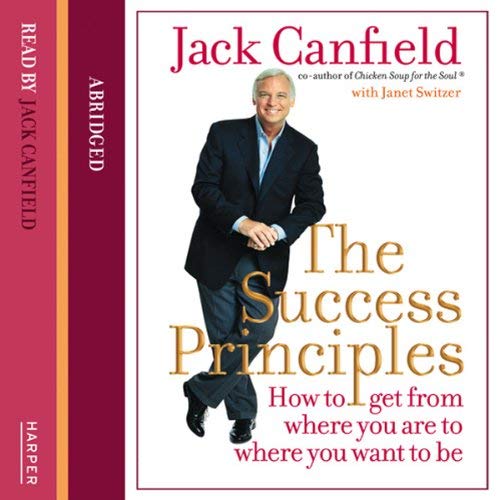 READ BY JACK CANFIELD
HARPER
ABRIDGED
Jack Canfield
co-author of Chicken Soup for the Soul®
with Janet Switzer
The
Success
Principles
How to get from
where you are to
where you want to be